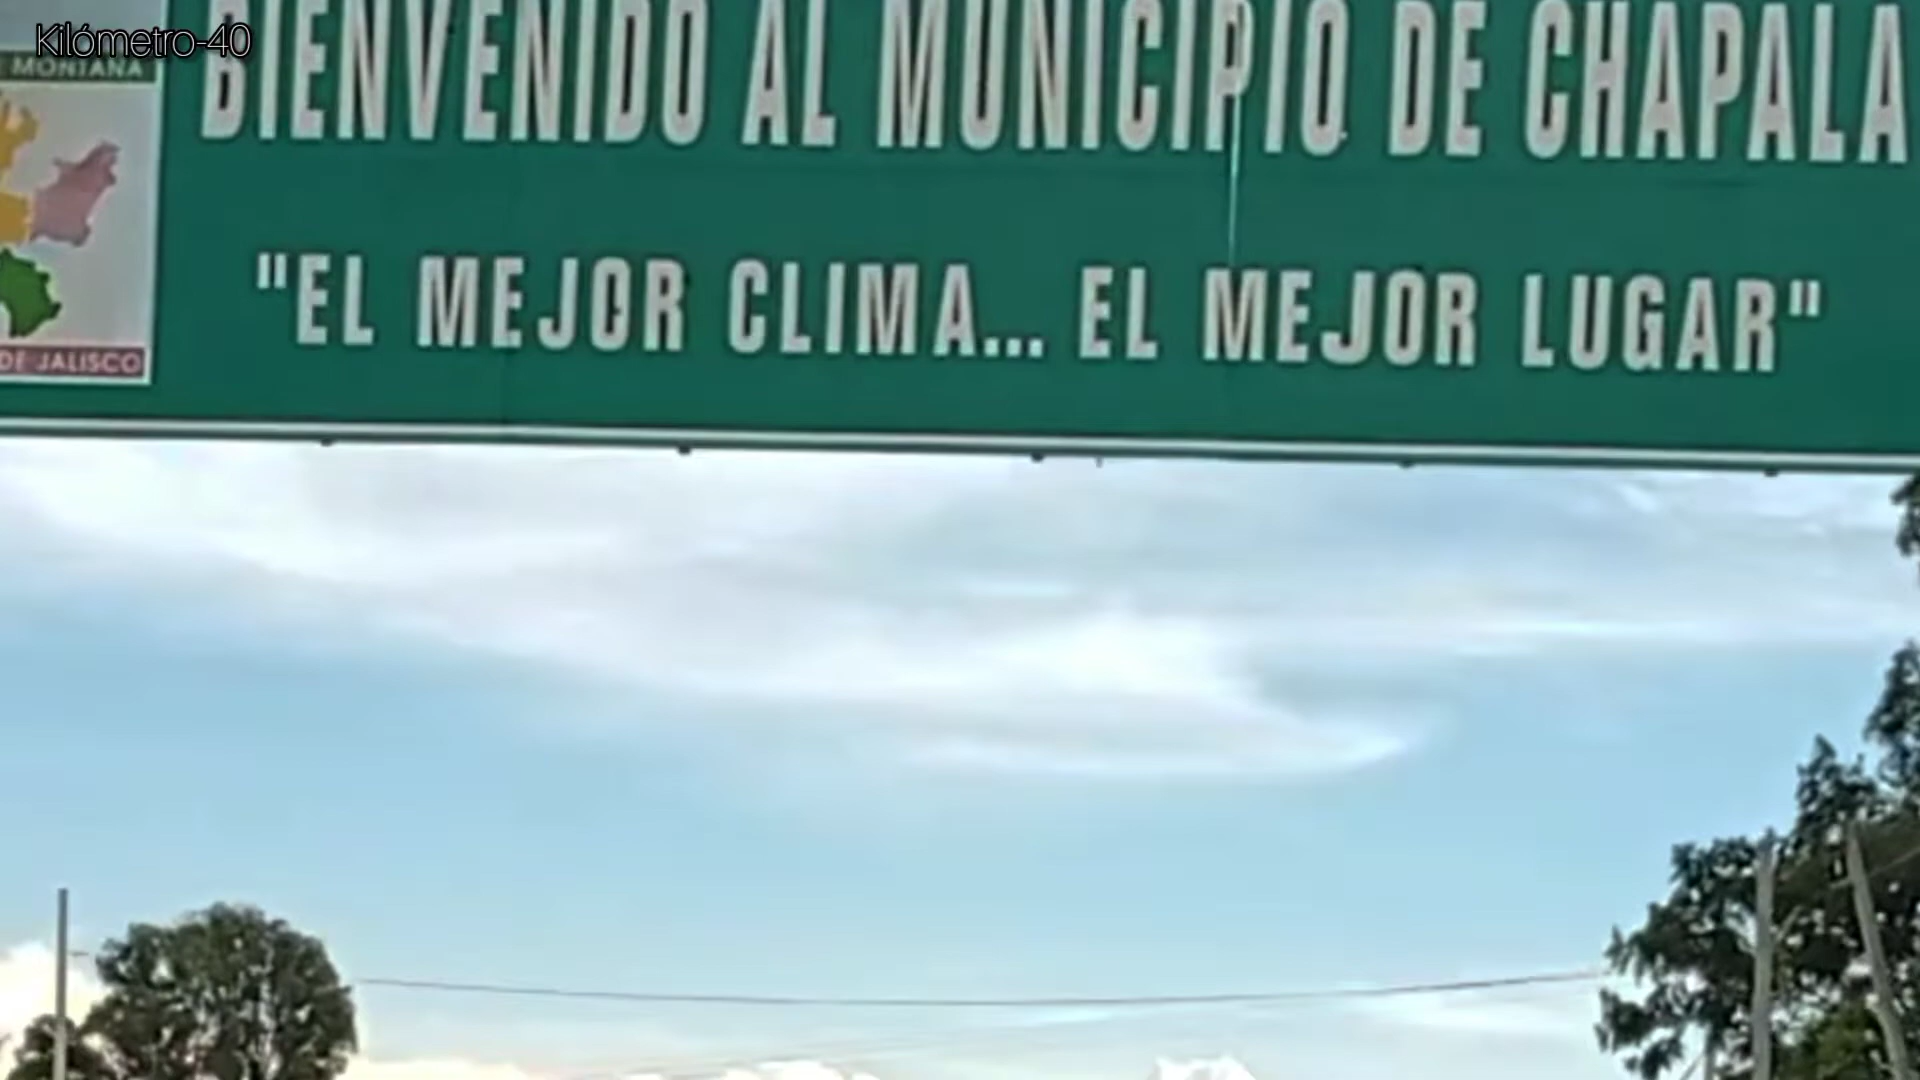 Kilómetro-40
MONTAÑA
BIENVENIDO AL MUNICIPIO DE CHAPALA
"EL MEJOR CLIMA... EL MEJOR LUGAR"
DE JALISCO